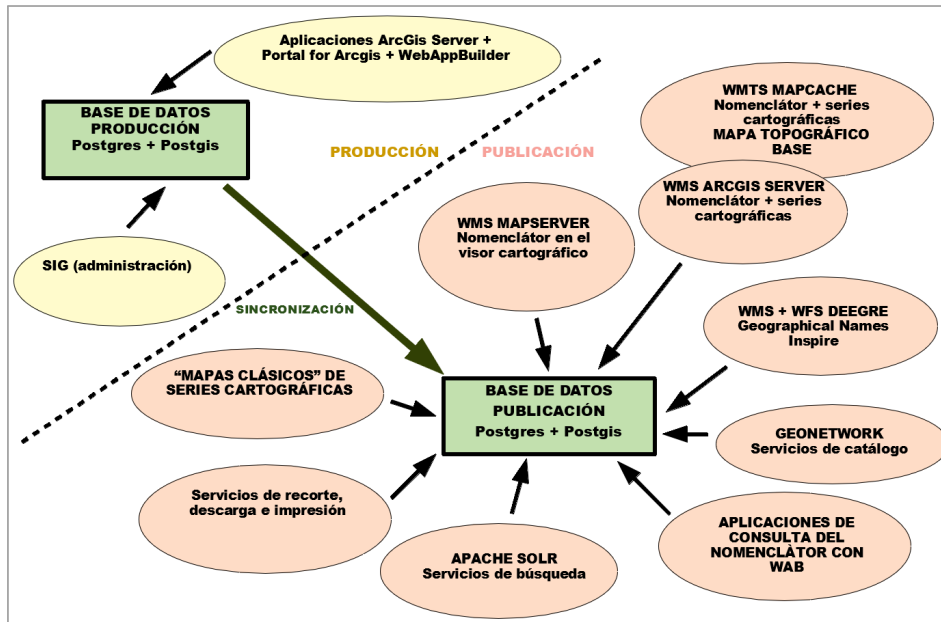 Aplicaciones ArcGis Server +
Portal for Arcgis + WebAppBuilder
BASE DE DATOS
PRODUCCIÓN
Postgres + Postgis
PRODUCCIÓN
PUBLICACIÓN
WMTS MAPCACHE
Nomenclátor + series
cartográficas
MAPA TOPOGRÁFICO
BASE
WMS ARCGIS SERVER
Nomenclátor + series
cartográficas
WMS MAPSERVER
Nomenclátor en el
visor cartográfico
SIG (administración)
SINCRONIZACIÓN
WMS + WFS DEEGRE
Geographical Names
Inspire
“MAPAS CLÁSICOS” DE
SERIES CARTOGRÁFICAS
BASE DE DATOS
PUBLICACIÓN
Postgres + Postgis
GEONETWORK
Servicios de catálogo
Servicios de recorte,
descarga e impresión
APACHE SOLR
Servicios de búsqueda
APLICACIONES DE
CONSULTA DEL
NOMENCLÀTOR CON
WAB